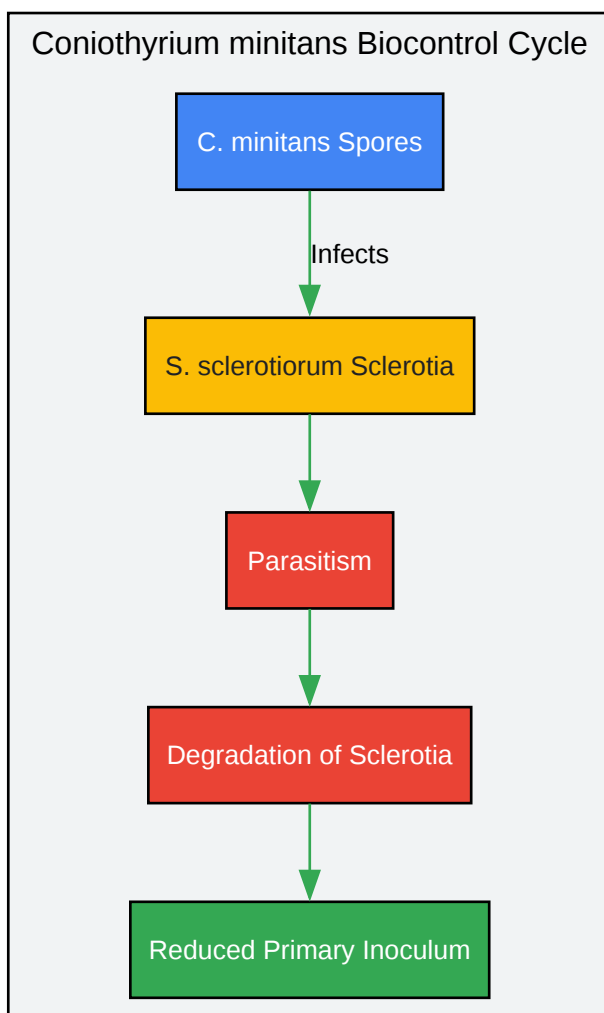 Coniothyrium minitans Biocontrol Cycle
C. minitans Spores
Infects
S. sclerotiorum Sclerotia
Parasitism
Degradation of Sclerotia
Reduced Primary Inoculum